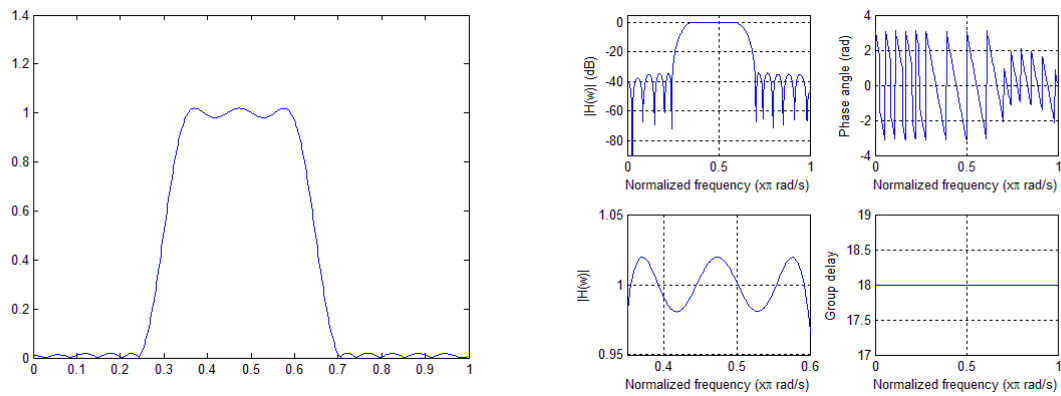 1.4
1.2
1
0.8
0.6
0.4
0.2
0
0 0.1 0.2 0.3 0.4 0.5 0.6 0.7 0.8 0.9 1
|H(w)| (dB)
0
-20
-40
-60
-80
0 0.5 1
Normalized frequency (xπ rad/s)
Phase angle (rad)
4
2
0
-2
-4
0 0.5 1
Normalized frequency (xπ rad/s)
|H(w)|
1.05
1
0.95
0.4 0.5 0.6
Normalized frequency (xπ rad/s)
Group delay
19
18.5
18
17.5
17
0 0.5 1
Normalized frequency (xπ rad/s)